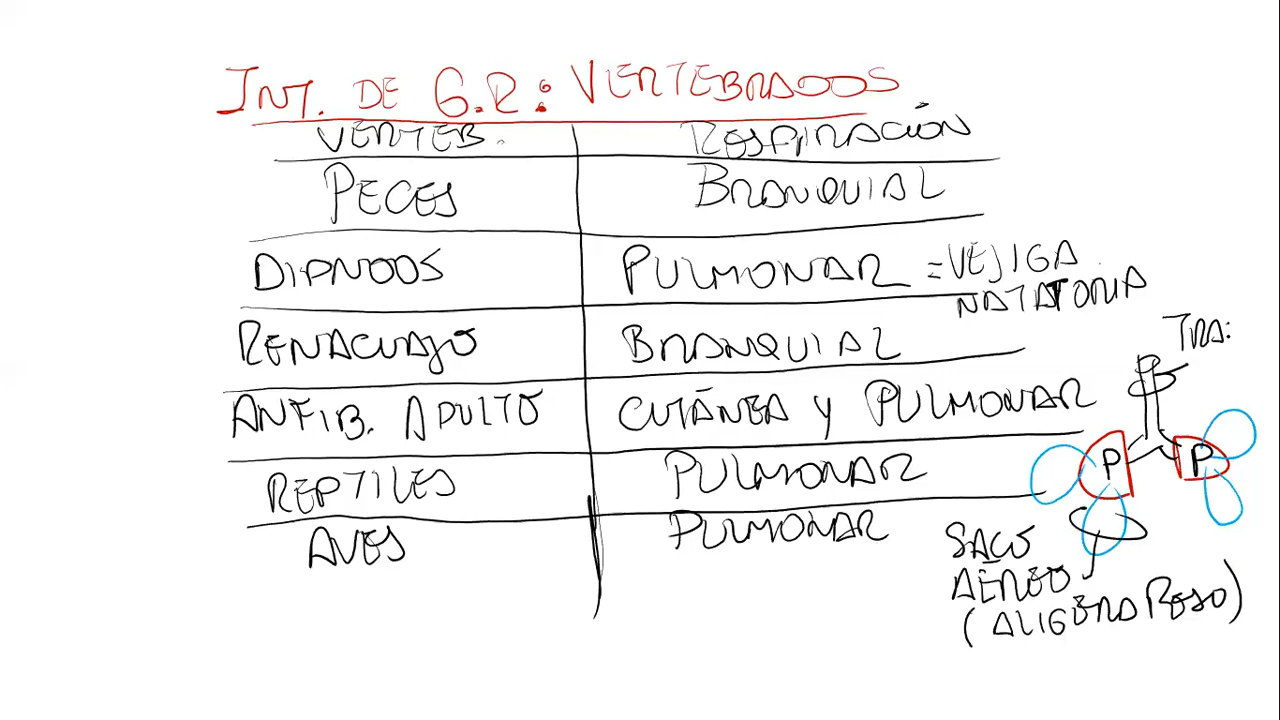 INT. DE G.R: VERTEBRADOS
VERTEB. RESPIRACIÓN
PECES BRANQUIAL
DIPNOOS PULMONAR = VEJIGA
NATATORIA
RENACUAJO BRANQUIAL
TRA:
ANFIB. ADULTO CUTÁNEA y PULMONAR
REPTILES PULMONAR
P P
AVES PULMONAR
SACO
AÉREO
(ALIGERA PESO)